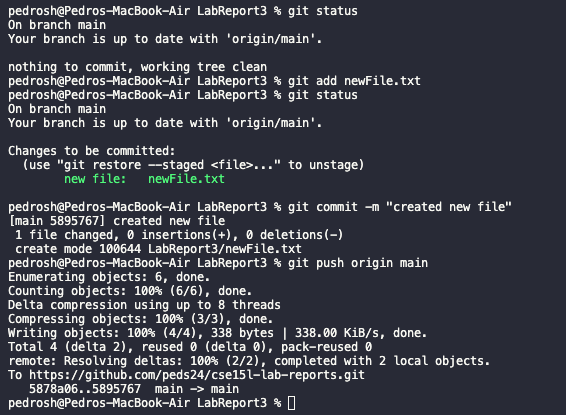 pedrosh@Pedros-MacBook-Air LabReport3 % git status
On branch main
Your branch is up to date with 'origin/main'.

nothing to commit, working tree clean
pedrosh@Pedros-MacBook-Air LabReport3 % git add newFile.txt
pedrosh@Pedros-MacBook-Air LabReport3 % git status
On branch main
Your branch is up to date with 'origin/main'.

Changes to be committed:
  (use "git restore --staged <file>..." to unstage)
        new file:   newFile.txt

pedrosh@Pedros-MacBook-Air LabReport3 % git commit -m "created new file"
[main 5895767] created new file
 1 file changed, 0 insertions(+), 0 deletions(-)
 create mode 100644 LabReport3/newFile.txt
pedrosh@Pedros-MacBook-Air LabReport3 % git push origin main
Enumerating objects: 6, done.
Counting objects: 100% (6/6), done.
Delta compression using up to 8 threads
Compressing objects: 100% (3/3), done.
Writing objects: 100% (4/4), 338 bytes | 338.00 KiB/s, done.
Total 4 (delta 2), reused 0 (delta 0), pack-reused 0
remote: Resolving deltas: 100% (2/2), completed with 2 local objects.
To https://github.com/peds24/cse15l-lab-reports.git
   5878a06..5895767  main -> main
pedrosh@Pedros-MacBook-Air LabReport3 %